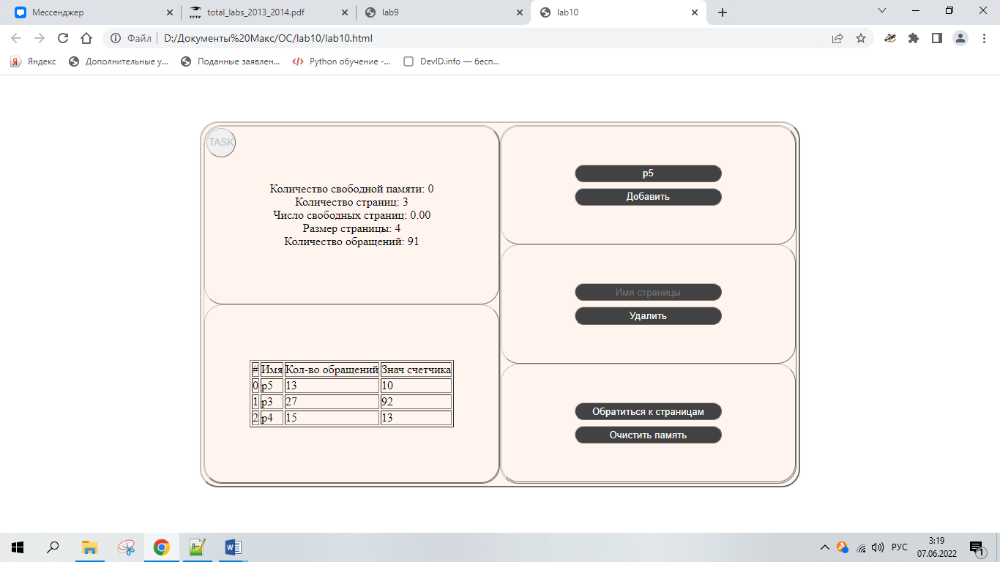 Мессенджер
total_labs_2013_2014.pdf
lab9
lab10
Файл
D:/Документы%20Макс/ОС/lab10/lab10.html
Яндекс
Дополнительные у...
Поданные заявлен...
Python обучение -...
DevID.info — бесп...
TASK
Количество свободной памяти: 0
Количество страниц: 3
Число свободных страниц: 0.00
Размер страницы: 4
Количество обращений: 91
# Имя Кол-во обращений Знач счетчика
0 p5 13 10
1 p3 27 92
2 p4 15 13
p5
Добавить
Имя страницы
Удалить
Обратиться к страницам
Очистить память
РУС
3:19
07.06.2022
1